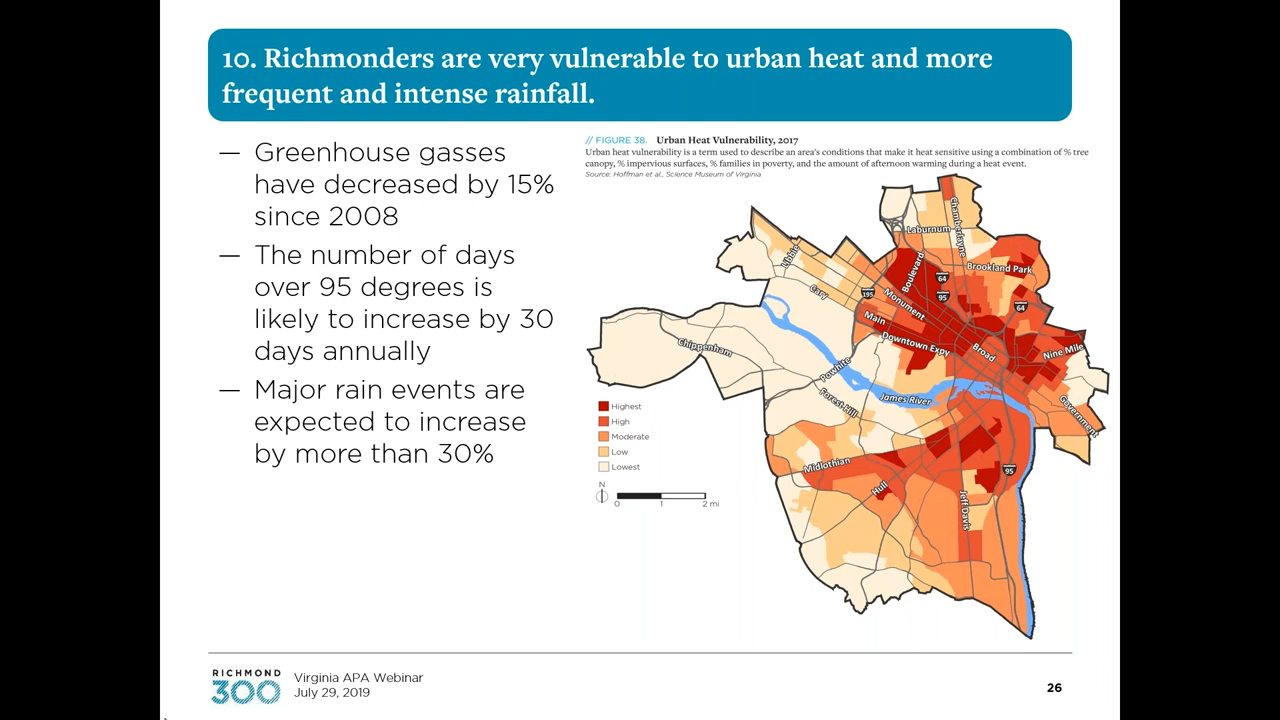 10. Richmonders are very vulnerable to urban heat and more
frequent and intense rainfall.
— Greenhouse gasses
have decreased by 15%
since 2008
— The number of days
over 95 degrees is
likely to increase by 30
days annually
— Major rain events are
expected to increase
by more than 30%
// FIGURE 38. Urban Heat Vulnerability, 2017
Urban heat vulnerability is a term used to describe an area's conditions that make it heat sensitive using a combination of % tree
canopy, % impervious surfaces, % families in poverty, and the amount of afternoon warming during a heat event.
Source: Hoffman et al., Science Museum of Virginia
Chamberlayne
Laburnum
Libbie
Boulevard
Brookland Park
64
95
195
64
Cary
Monument
Main
Downtown Expy
Broad
Nine Mile
Chippenham
Powhite
Forest Hill
James River
Government
Highest
High
Moderate
Low
Lowest
Midlothian
Hull
95
Jeff Davis
N
0 1 2 mi
RICHMOND
300
Virginia APA Webinar
July 29, 2019
26